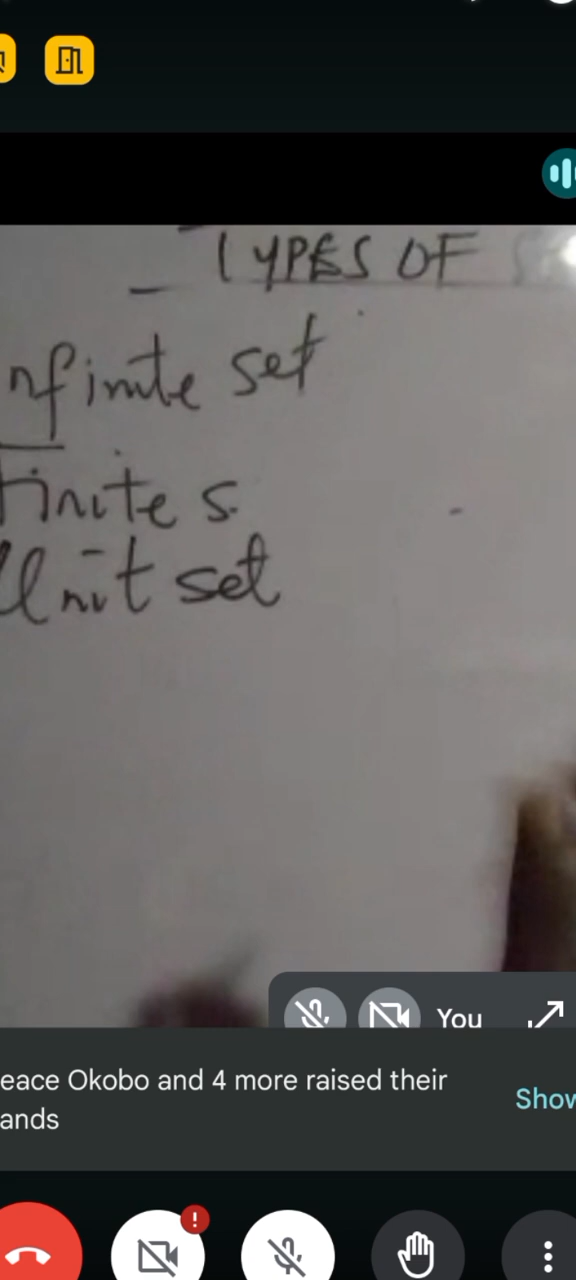 TYPES OF
nfinite set
Finite s.
Unit set
You
eace Okobo and 4 more raised their
ands
Show
!